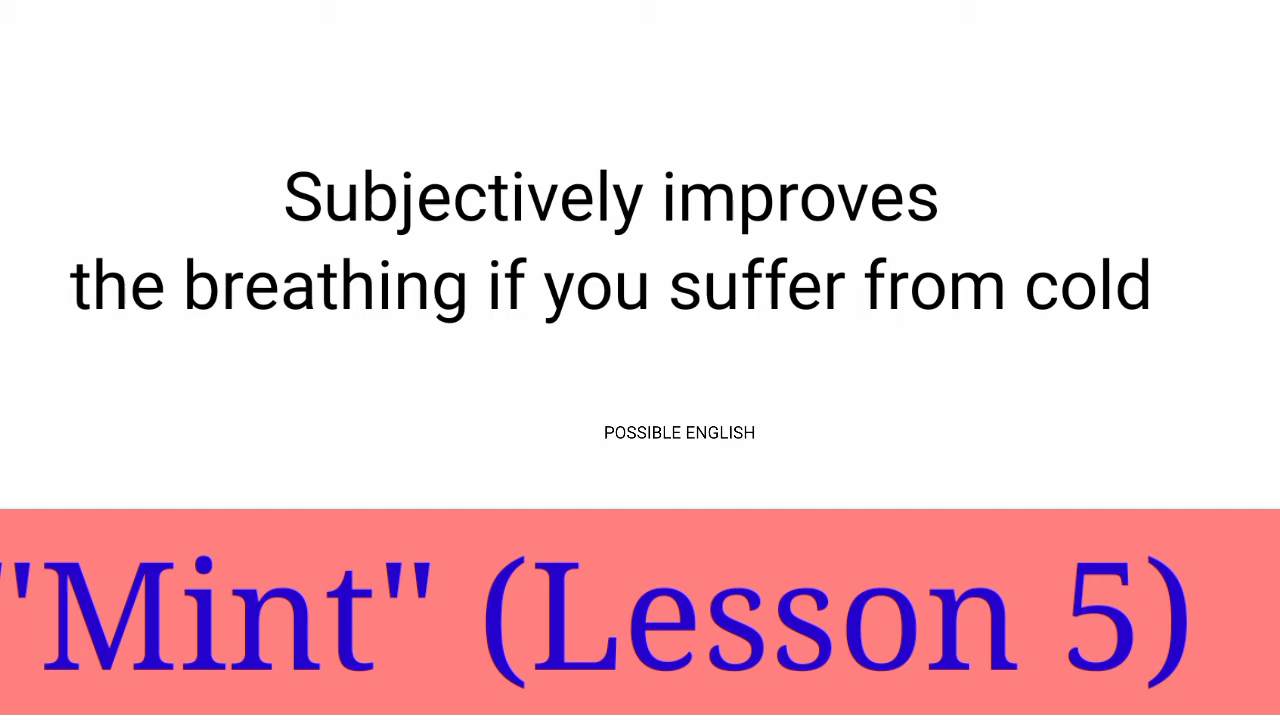 Subjectively improves
the breathing if you suffer from cold
POSSIBLE ENGLISH
"Mint" (Lesson 5)